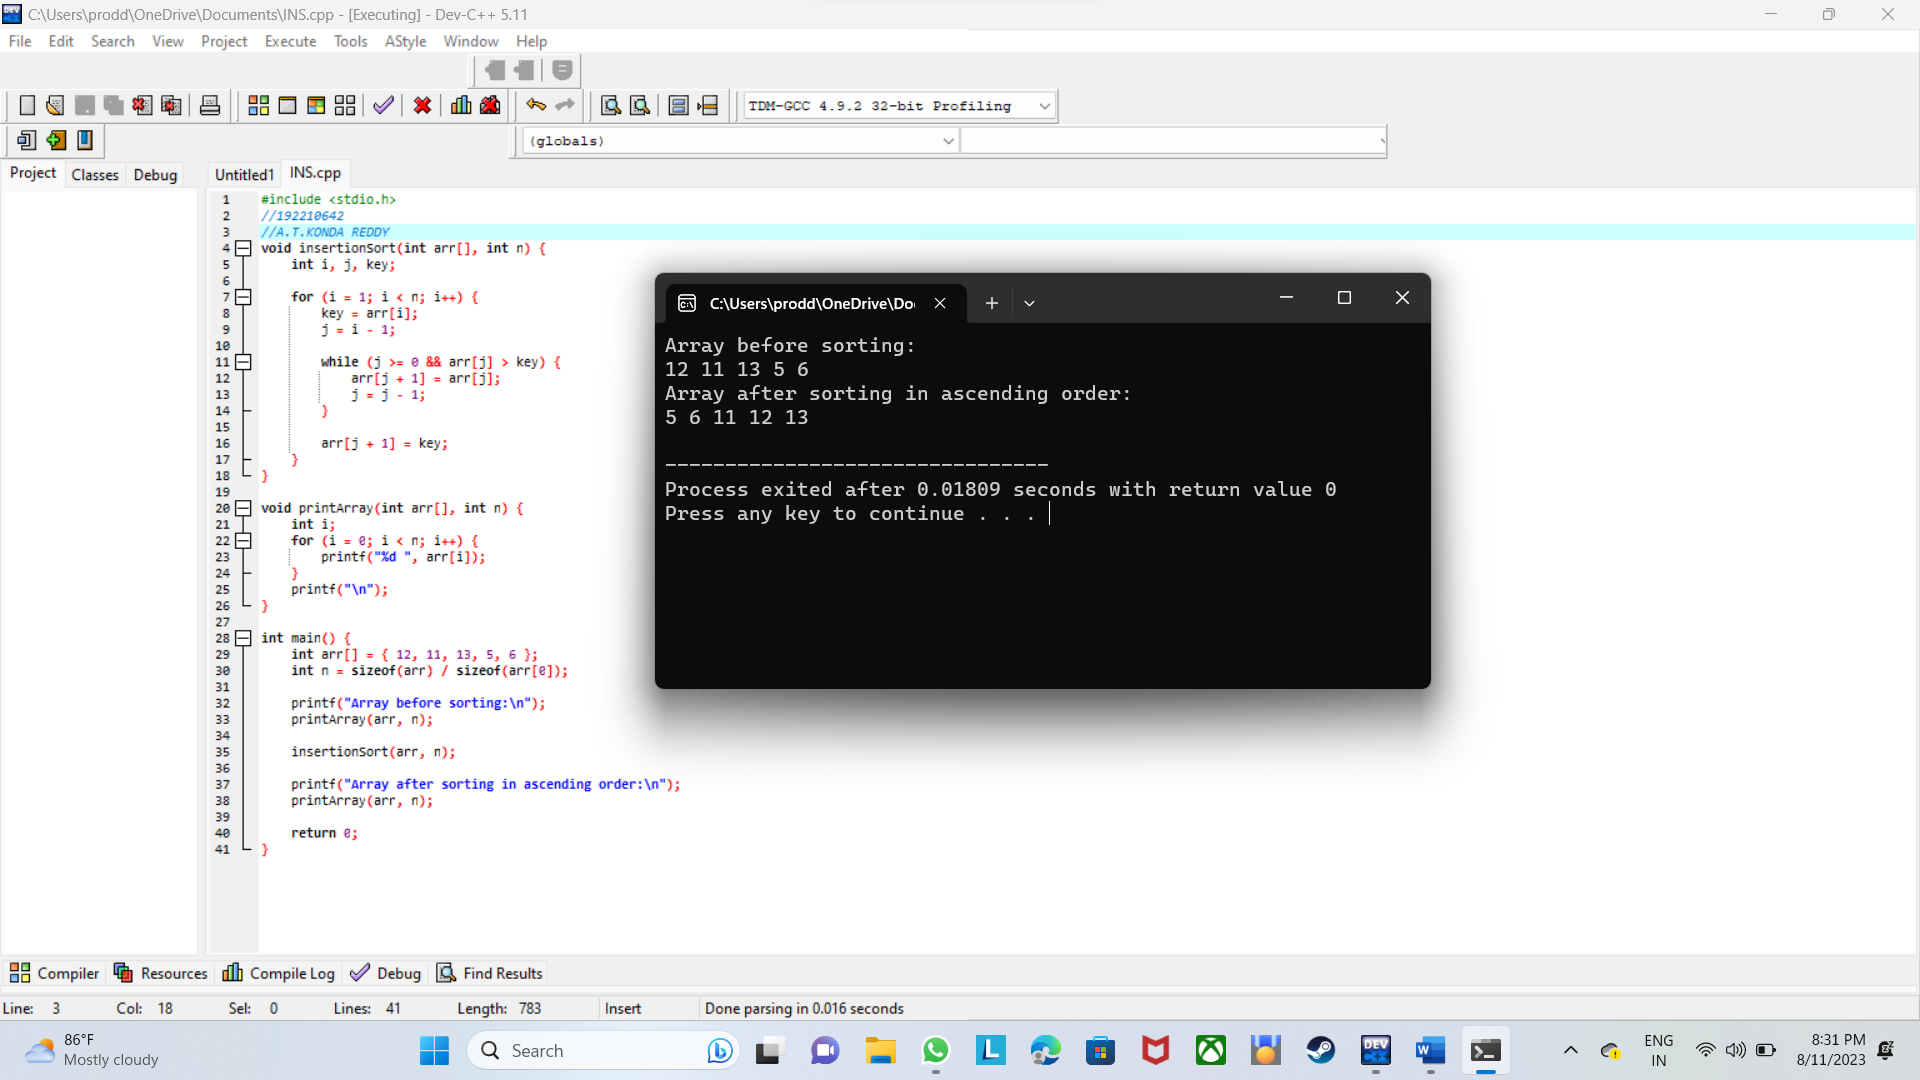 C:\Users\prodd\OneDrive\Documents\INS.cpp - [Executing] - Dev-C++ 5.11
File Edit Search View Project Execute Tools AStyle Window Help
TDM-GCC 4.9.2 32-bit Profiling
(globals)
Project Classes Debug
Untitled1 INS.cpp
1 #include <stdio.h>
2 //192210642
3 //A.T.KONDA REDDY
4 void insertionSort(int arr[], int n) {
5 int i, j, key;
6
7 for (i = 1; i < n; i++) {
8 key = arr[i];
9 j = i - 1;
10
11 while (j >= 0 && arr[j] > key) {
12 arr[j + 1] = arr[j];
13 j = j - 1;
14 }
15
16 arr[j + 1] = key;
17 }
18 }
19
20 void printArray(int arr[], int n) {
21 int i;
22 for (i = 0; i < n; i++) {
23 printf("%d ", arr[i]);
24 }
25 printf("\n");
26 }
27
28 int main() {
29 int arr[] = { 12, 11, 13, 5, 6 };
30 int n = sizeof(arr) / sizeof(arr[0]);
31
32 printf("Array before sorting:\n");
33 printArray(arr, n);
34
35 insertionSort(arr, n);
36
37 printf("Array after sorting in ascending order:\n");
38 printArray(arr, n);
39
40 return 0;
41 }
C:\Users\prodd\OneDrive\Do
Array before sorting:
12 11 13 5 6
Array after sorting in ascending order:
5 6 11 12 13
--------------------------------
Process exited after 0.01809 seconds with return value 0
Press any key to continue . . .
Compiler Resources Compile Log Debug Find Results
Line: 3 Col: 18 Sel: 0 Lines: 41 Length: 783 Insert Done parsing in 0.016 seconds
86°F
Mostly cloudy
Search
DEV
C++
ENG
IN
8:31 PM
8/11/2023